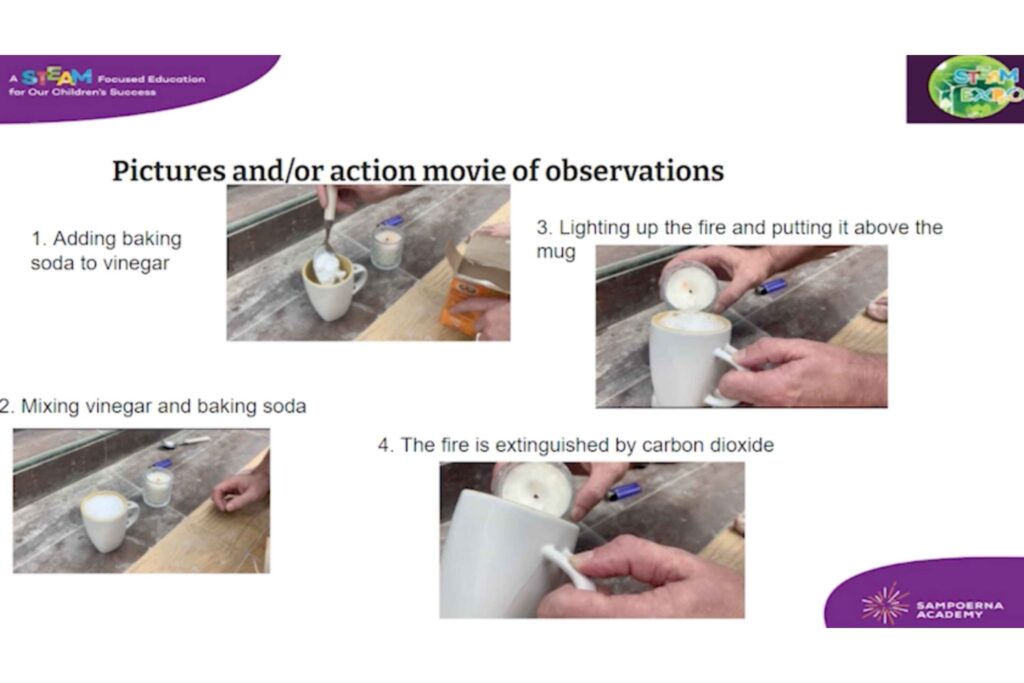 A STEAM Focused Education
for Our Children's Success
STEAM
EXPO
Pictures and/or action movie of observations
1. Adding baking
soda to vinegar
3. Lighting up the fire and putting it above the
mug
2. Mixing vinegar and baking soda
4. The fire is extinguished by carbon dioxide
SAMPOERNA
ACADEMY